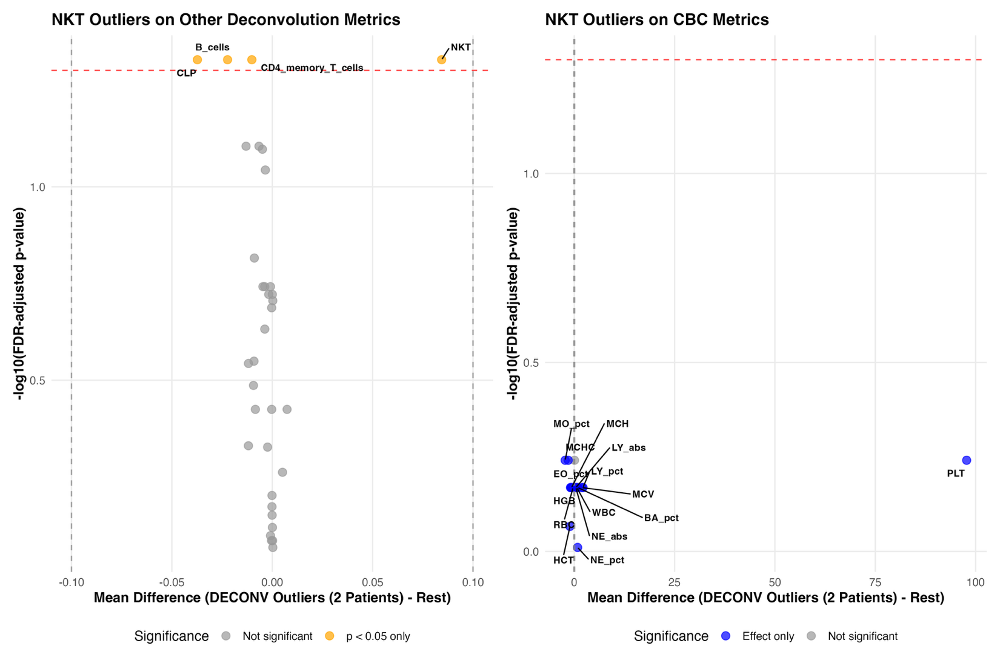 NKT Outliers on Other Deconvolution Metrics
B_cells
NKT
CD4_memory_T_cells
CLP
1.0
0.5
-log10(FDR-adjusted p-value)
-0.10
-0.05
0.00
0.05
0.10
Mean Difference (DECONV Outliers (2 Patients) - Rest)
Significance
Not significant
p < 0.05 only
NKT Outliers on CBC Metrics
1.0
0.5
0.0
-log10(FDR-adjusted p-value)
MO_pct
MCH
MCHC
LY_abs
EO_pct
LY_pct
PLT
HGB
MCV
WBC
BA_pct
RBC
NE_abs
HCT
NE_pct
0
25
50
75
100
Mean Difference (DECONV Outliers (2 Patients) - Rest)
Significance
Effect only
Not significant